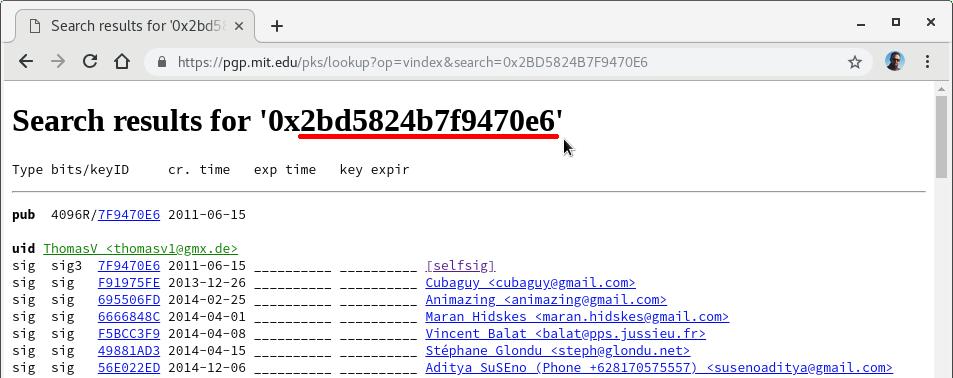 Search results for '0x2bd5
https://pgp.mit.edu/pks/lookup?op=vindex&search=0x2BD5824B7F9470E6
Search results for '0x2bd5824b7f9470e6'
Type bits/keyID cr. time exp time key expir
pub 4096R/7F9470E6 2011-06-15
uid ThomasV <thomasv1@gmx.de>
sig sig3 7F9470E6 2011-06-15 __________ __________ [selfsig]
sig sig F91975FE 2013-12-26 __________ __________ Cubaguy <cubaguy@gmail.com>
sig sig 695506FD 2014-02-25 __________ __________ Animazing <animazing@gmail.com>
sig sig 6666848C 2014-04-01 __________ __________ Maran Hidskes <maran.hidskes@gmail.com>
sig sig F5BCC3F9 2014-04-08 __________ __________ Vincent Balat <balat@pps.jussieu.fr>
sig sig 49881AD3 2014-04-15 __________ __________ Stéphane Glondu <steph@glondu.net>
sig sig 56E022ED 2014-12-06 __________ __________ Aditya SuSEno (Phone +628170575557) <susenoaditya@gmail.com>